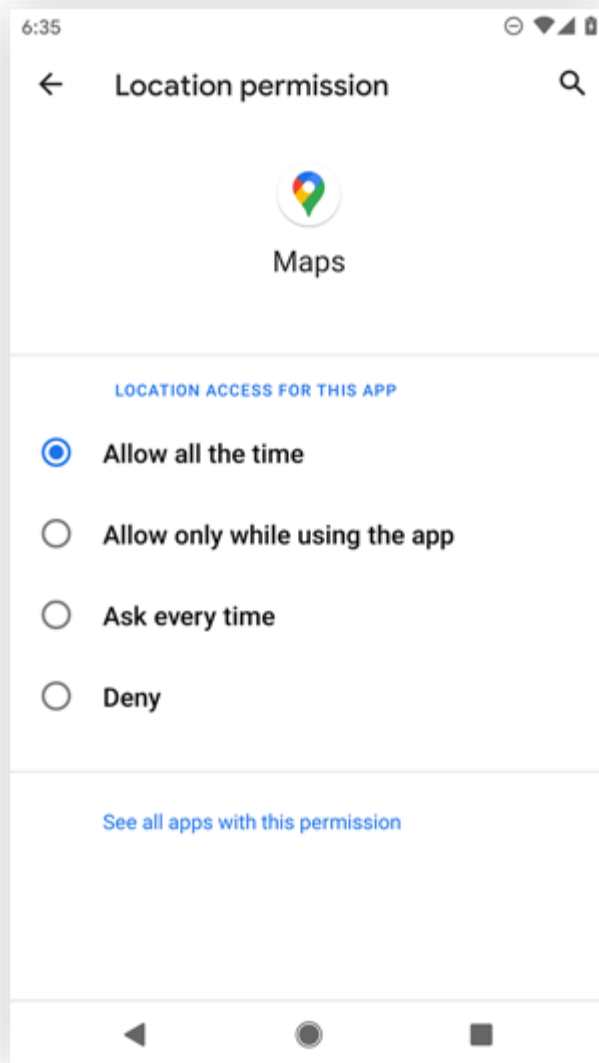 6:35
Location permission
Maps
LOCATION ACCESS FOR THIS APP
Allow all the time
Allow only while using the app
Ask every time
Deny
See all apps with this permission